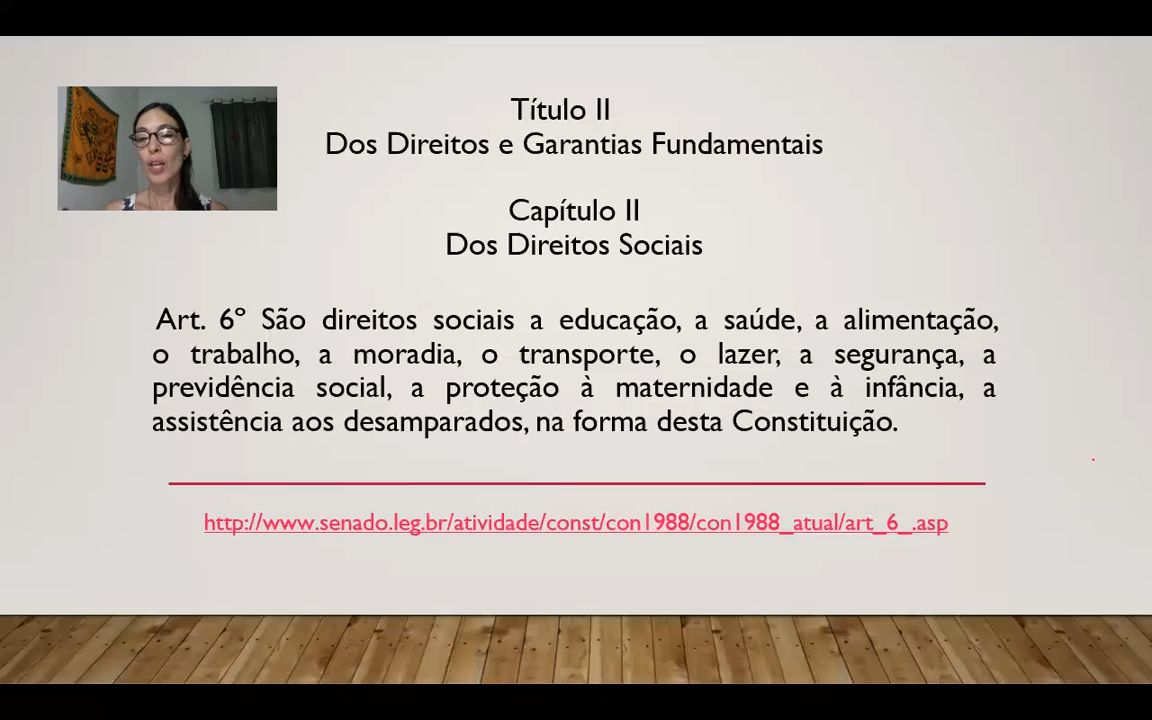 Título II
Dos Direitos e Garantias Fundamentais
Capítulo II
Dos Direitos Sociais
Art. 6º São direitos sociais a educação, a saúde, a alimentação,
o trabalho, a moradia, o transporte, o lazer, a segurança, a
previdência social, a proteção à maternidade e à infância, a
assistência aos desamparados, na forma desta Constituição.
http://www.senado.leg.br/atividade/const/con1988/con1988_atual/art_6_.asp